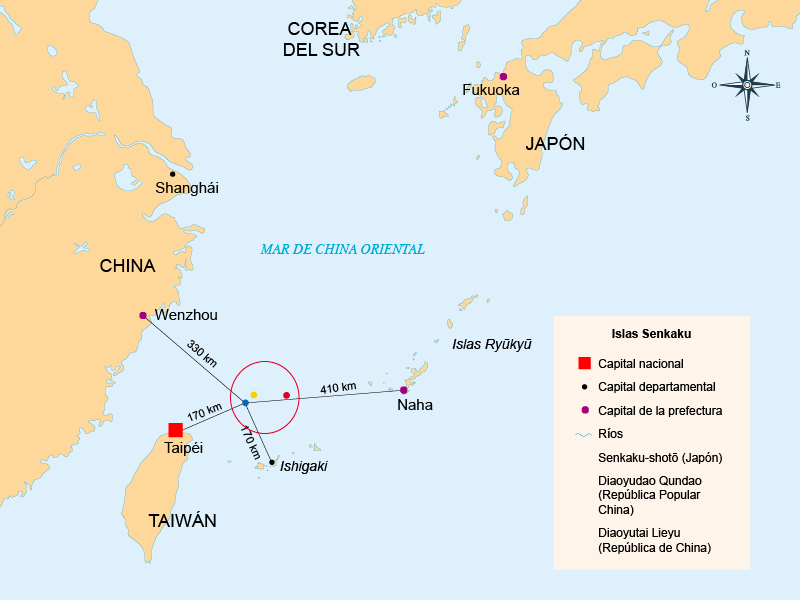 COREA
DEL SUR
N
O
E
S
Fukuoka
JAPÓN
Shanghái
MAR DE CHINA ORIENTAL
CHINA
Wenzhou
330 km
Islas Ryūkyū
410 km
Naha
170 km
170 km
Taipéi
Ishigaki
TAIWÁN
Islas Senkaku
Capital nacional
Capital departamental
Capital de la prefectura
Ríos
Senkaku-shotō (Japón)
Diaoyudao Qundao
(República Popular
China)
Diaoyutai Lieyu
(República de China)